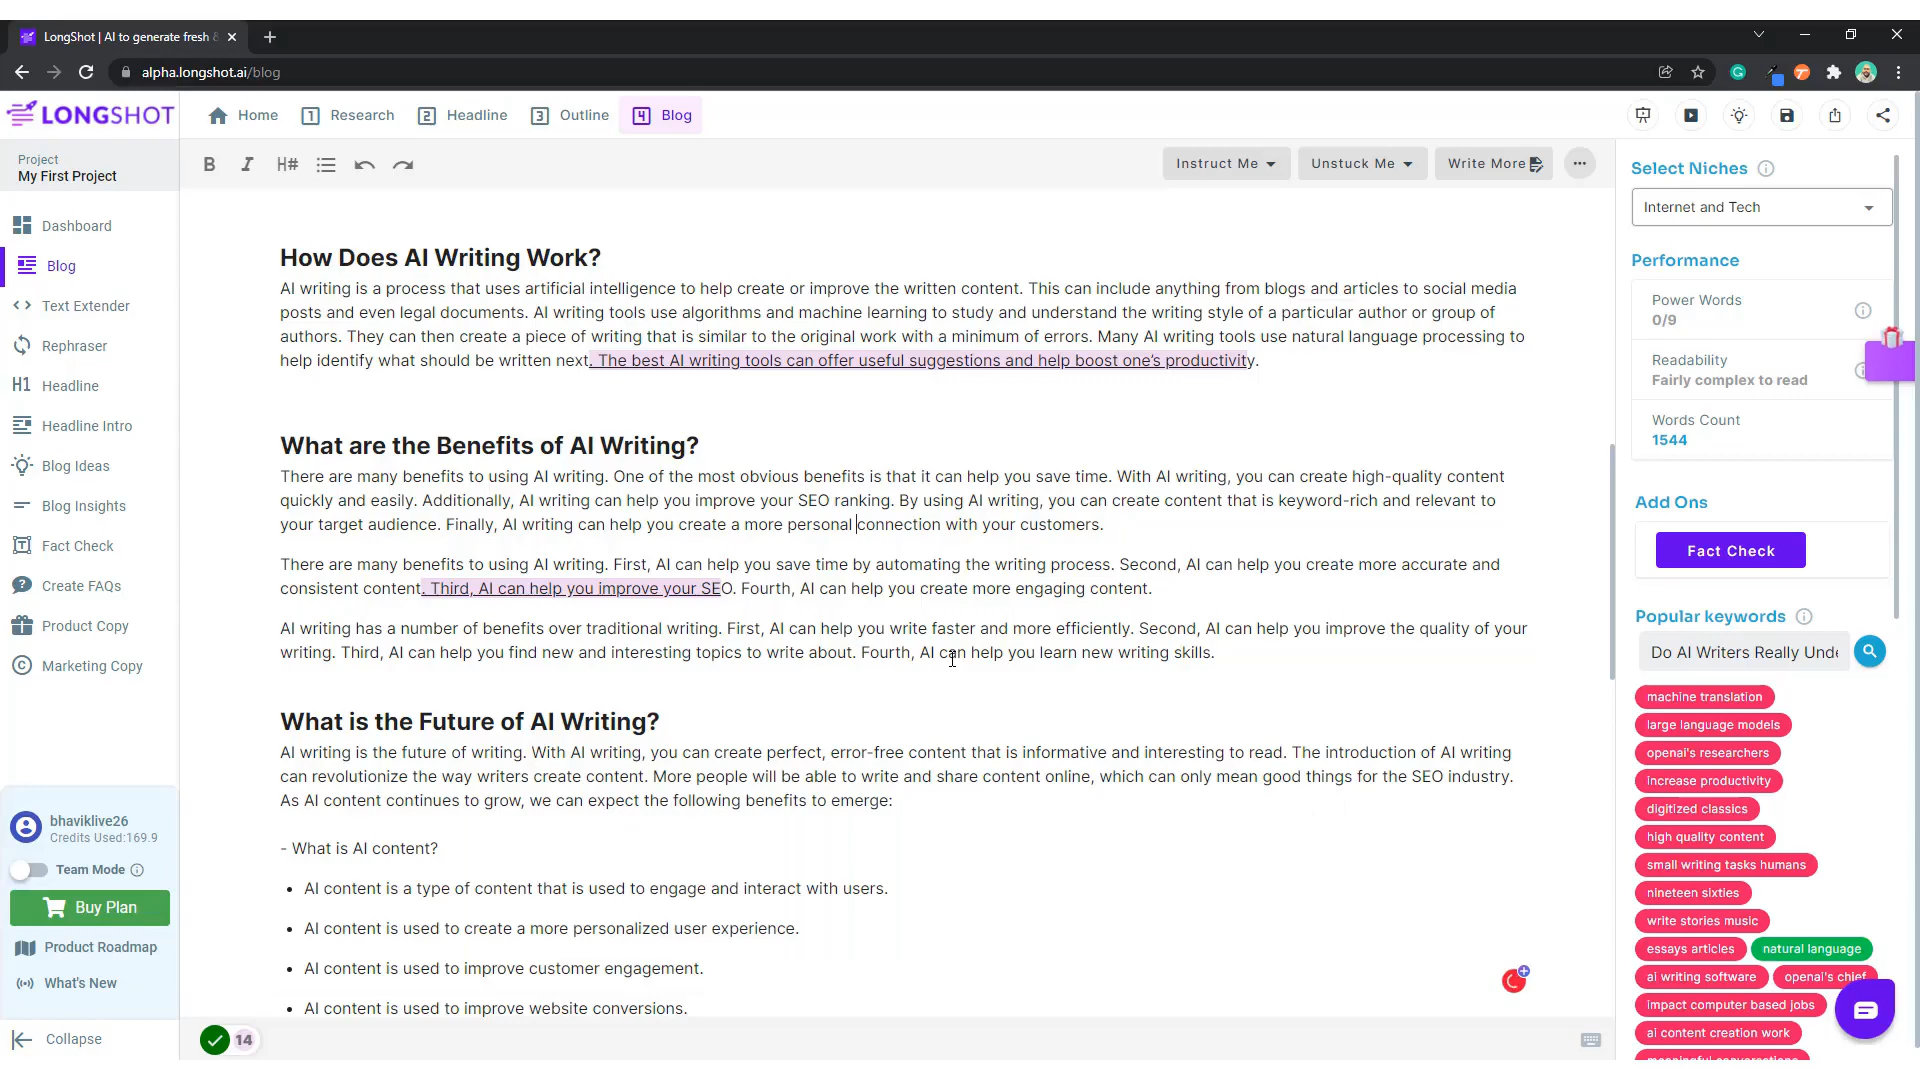 LongShot | AI to generate fresh &
alpha.longshot.ai/blog
LONGSHOT
Home
1 Research
2 Headline
3 Outline
4 Blog
Project
My First Project
B I H#
Instruct Me
Unstuck Me
Write More
Dashboard
Blog
Text Extender
Rephraser
H1 Headline
Headline Intro
Blog Ideas
Blog Insights
Fact Check
Create FAQs
Product Copy
Marketing Copy
bhaviklive26
Credits Used:169.9
Team Mode
Buy Plan
Product Roadmap
What's New
Collapse
How Does AI Writing Work?
AI writing is a process that uses artificial intelligence to help create or improve the written content. This can include anything from blogs and articles to social media
posts and even legal documents. AI writing tools use algorithms and machine learning to study and understand the writing style of a particular author or group of
authors. They can then create a piece of writing that is similar to the original work with a minimum of errors. Many AI writing tools use natural language processing to
help identify what should be written next. The best AI writing tools can offer useful suggestions and help boost one's productivity.
What are the Benefits of AI Writing?
There are many benefits to using AI writing. One of the most obvious benefits is that it can help you save time. With AI writing, you can create high-quality content
quickly and easily. Additionally, AI writing can help you improve your SEO ranking. By using AI writing, you can create content that is keyword-rich and relevant to
your target audience. Finally, AI writing can help you create a more personal connection with your customers.
There are many benefits to using AI writing. First, AI can help you save time by automating the writing process. Second, AI can help you create more accurate and
consistent content. Third, AI can help you improve your SEO. Fourth, AI can help you create more engaging content.
AI writing has a number of benefits over traditional writing. First, AI can help you write faster and more efficiently. Second, AI can help you improve the quality of your
writing. Third, AI can help you find new and interesting topics to write about. Fourth, AI can help you learn new writing skills.
What is the Future of AI Writing?
AI writing is the future of writing. With AI writing, you can create perfect, error-free content that is informative and interesting to read. The introduction of AI writing
can revolutionize the way writers create content. More people will be able to write and share content online, which can only mean good things for the SEO industry.
As AI content continues to grow, we can expect the following benefits to emerge:
- What is AI content?
• AI content is a type of content that is used to engage and interact with users.
• AI content is used to create a more personalized user experience.
• AI content is used to improve customer engagement.
• AI content is used to improve website conversions.
14
Select Niches
Internet and Tech
Performance
Power Words
0/9
Readability
Fairly complex to read
Words Count
1544
Add Ons
Fact Check
Popular keywords
Do AI Writers Really Unde
machine translation
large language models
openai's researchers
increase productivity
digitized classics
high quality content
small writing tasks humans
nineteen sixties
write stories music
essays articles natural language
ai writing software openai's chief
impact computer based jobs
ai content creation work
meaningful conversations